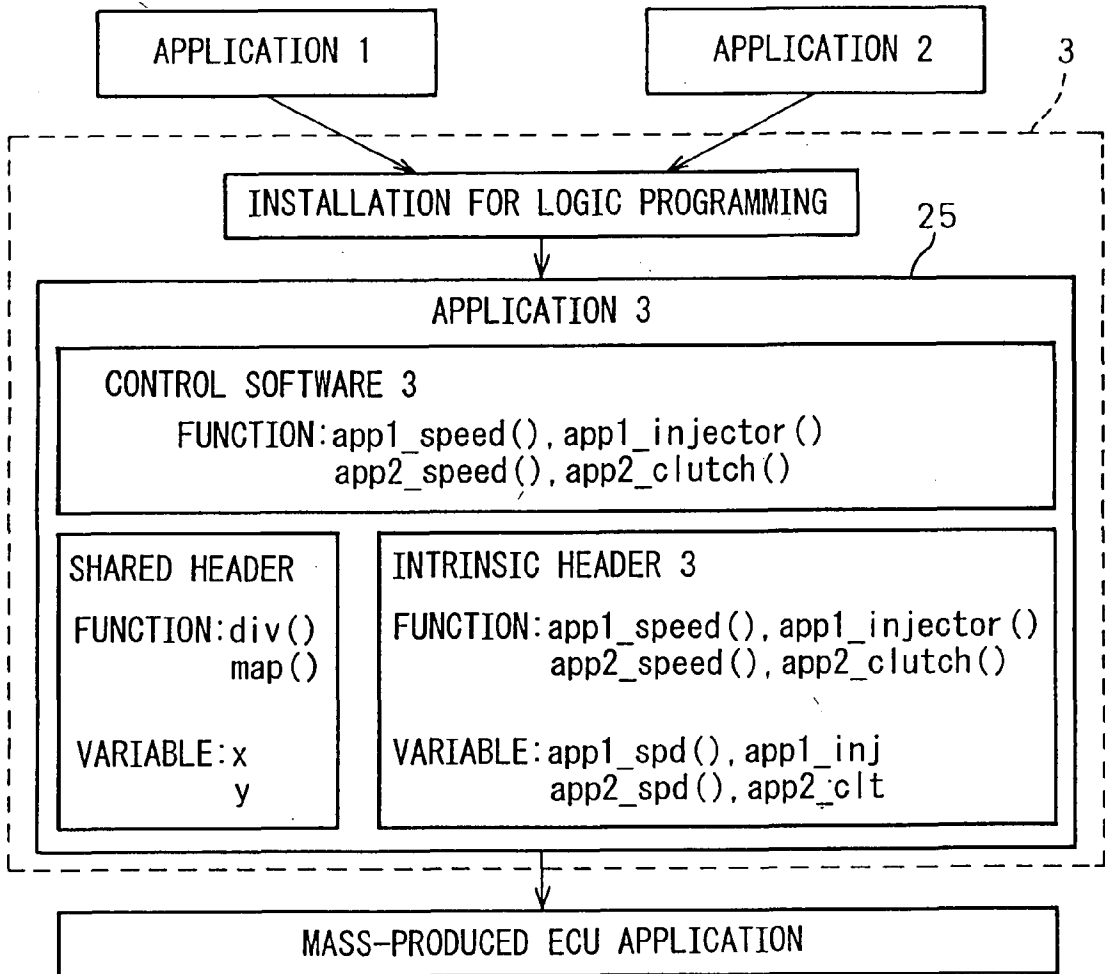 APPLICATION 1
APPLICATION 2
3
INSTALLATION FOR LOGIC PROGRAMMING
25
APPLICATION 3
CONTROL SOFTWARE 3
FUNCTION:app1_speed(),app1_injector()
app2_speed(),app2_clutch()
SHARED HEADER
FUNCTION:div()
map()
VARIABLE:x
y
INTRINSIC HEADER 3
FUNCTION:app1_speed(),app1_injector()
app2_speed(),app2_clutch()
VARIABLE:app1_spd(),app1_inj
app2_spd(),app2_clt
MASS-PRODUCED ECU APPLICATION